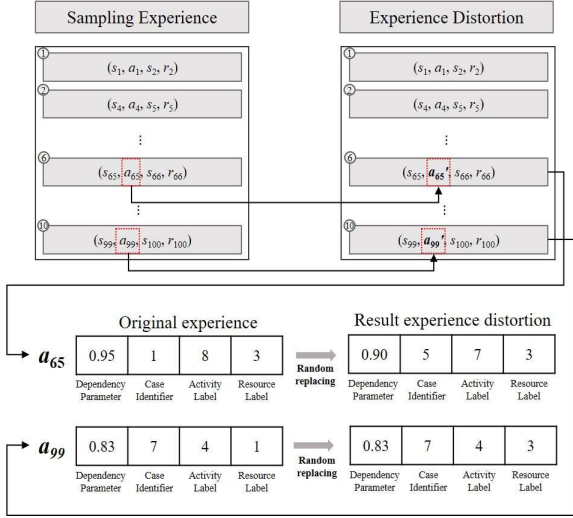 Sampling Experience
Experience Distortion
1
(s1, a1, s2, r2)
2
(s4, a4, s5, r5)
⋮
6
(s65, a65, s66, r66)
⋮
10
(s99, a99, s100, r100)
1
(s1, a1, s2, r2)
2
(s4, a4, s5, r5)
⋮
6
(s65, a65′, s66, r66)
⋮
10
(s99, a99′, s100, r100)
Original experience
Result experience distortion
a65
0.95 1 8 3
Dependency Case Activity Resource
Parameter Identifier Label Label
Random
replacing
0.90 5 7 3
Dependency Case Activity Resource
Parameter Identifier Label Label
a99
0.83 7 4 1
Dependency Case Activity Resource
Parameter Identifier Label Label
Random
replacing
0.83 7 4 3
Dependency Case Activity Resource
Parameter Identifier Label Label